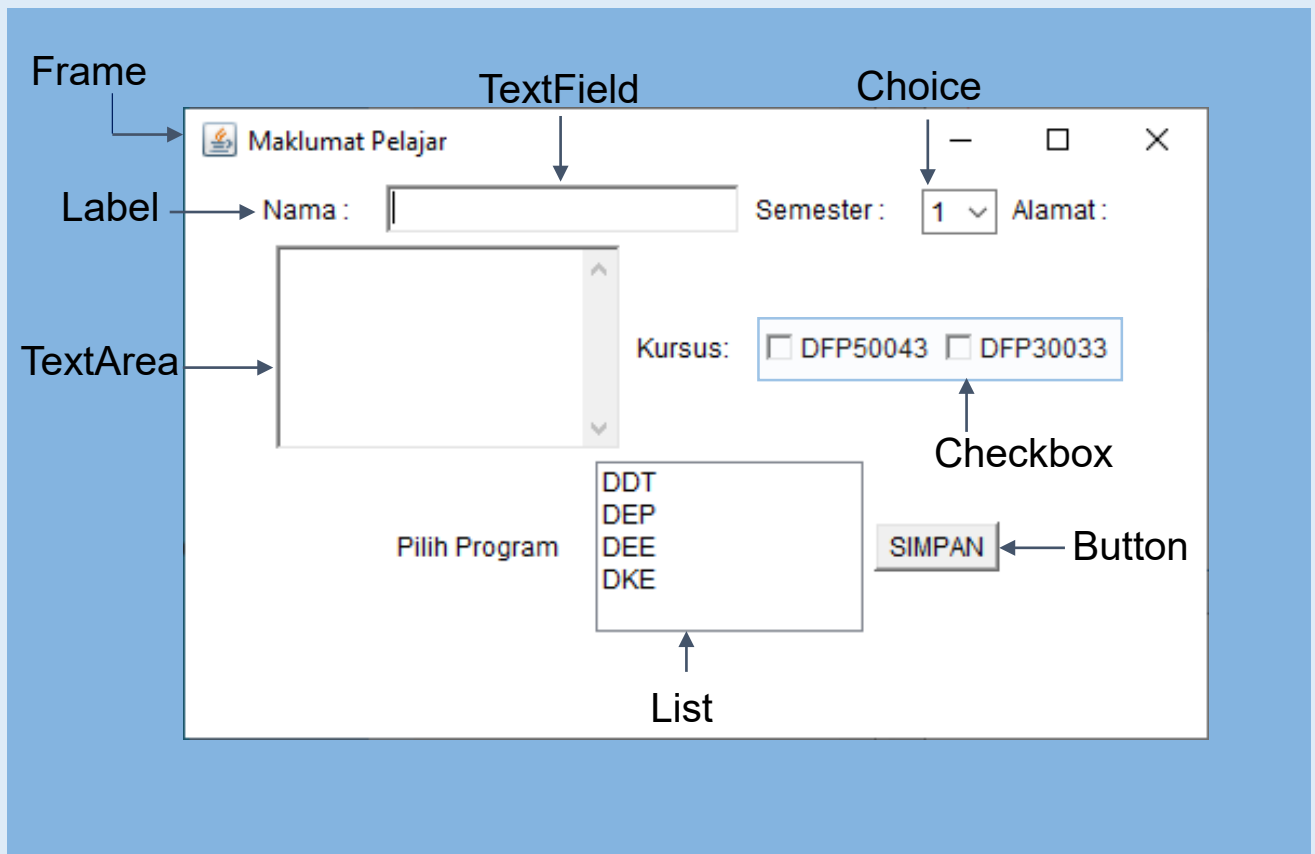 Frame
TextField
Choice
Maklumat Pelajar
Label
Nama :
Semester :
1
Alamat :
TextArea
Kursus:
DFP50043
DFP30033
Checkbox
DDT
DEP
Pilih Program
DEE
DKE
SIMPAN
Button
List